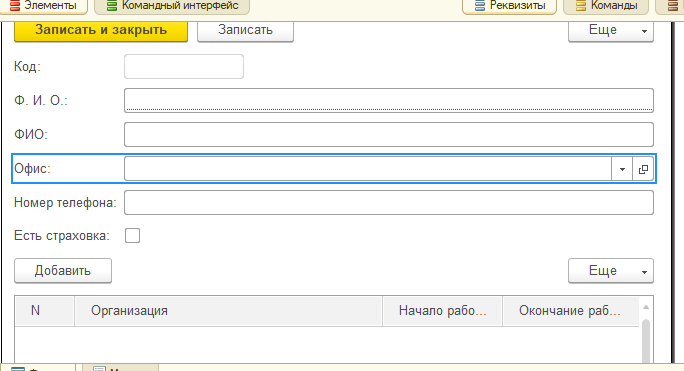 Элементы Командный интерфейс Реквизиты Команды
Записать и закрыть Записать Еще
Код:
Ф. И. О.:
ФИО:
Офис:
Номер телефона:
Есть страховка:
Добавить Еще
N Организация Начало рабо... Окончание раб...